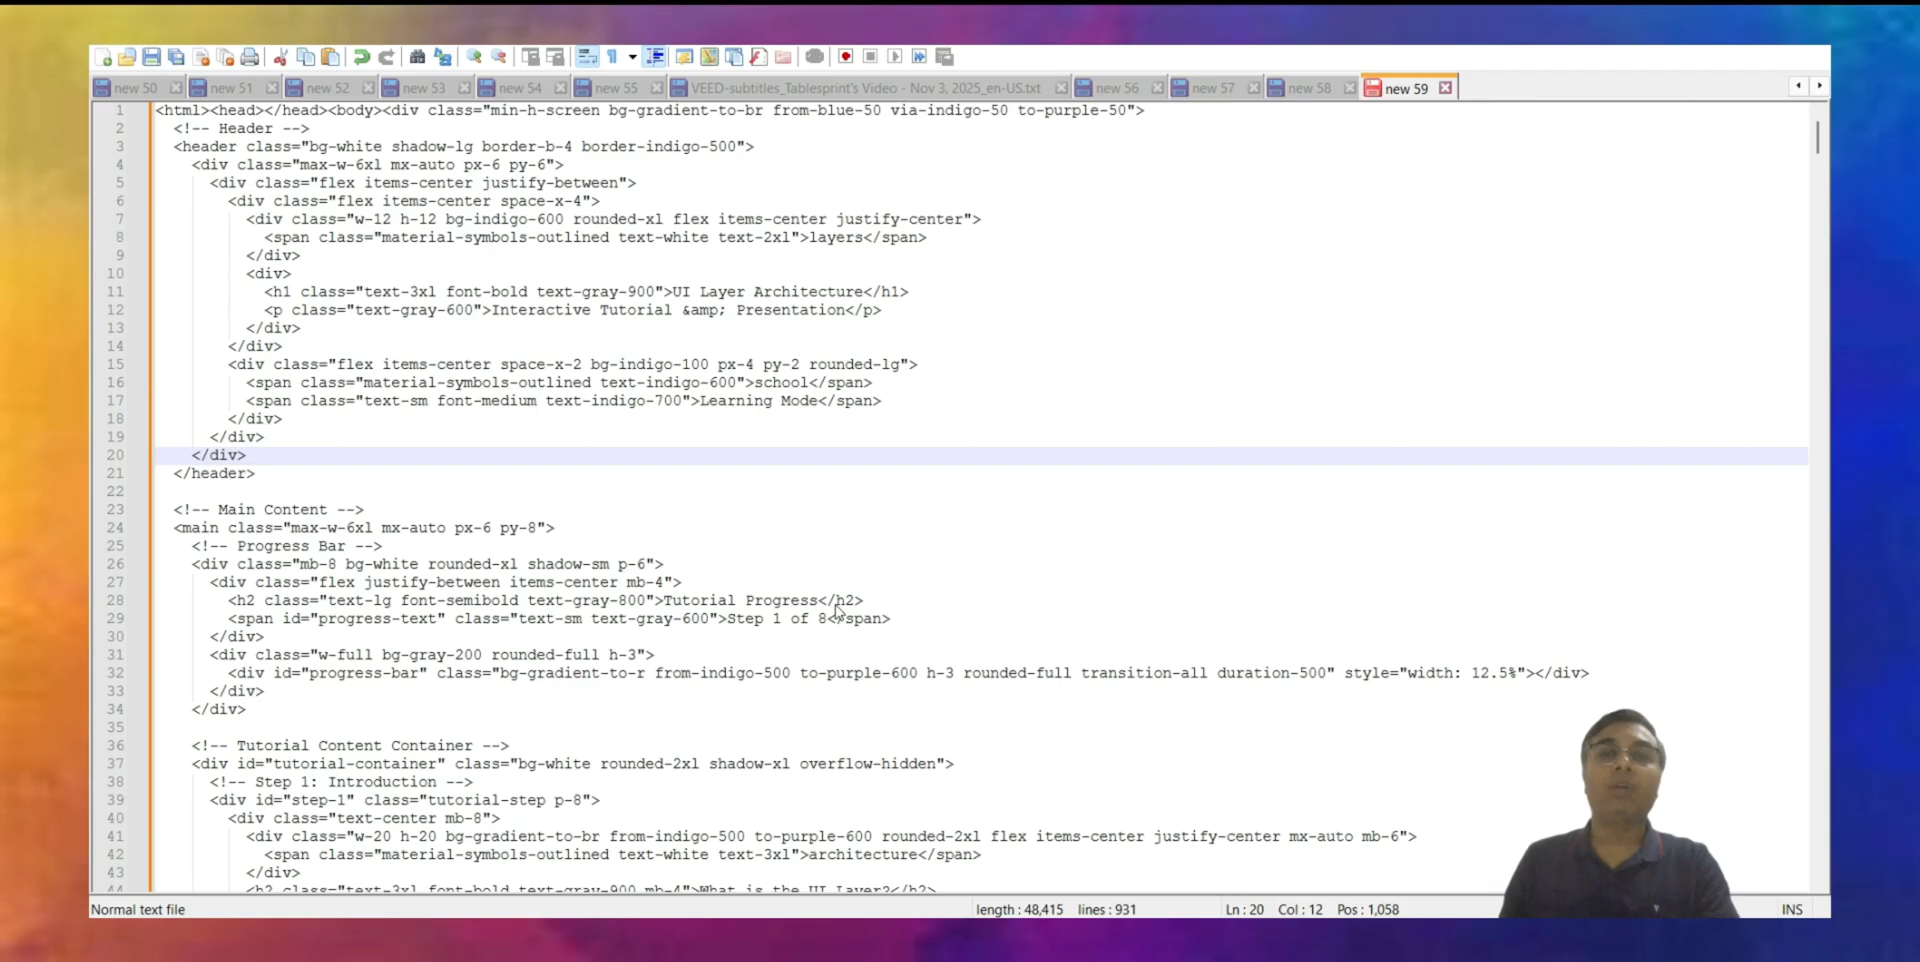 new 50 new 51 new 52 new 53 new 54 new 55 VEED-subtitles_Tablesprint's Video - Nov 3, 2025_en-US.txt new 56 new 57 new 58 new 59
1 <html><head></head><body><div class="min-h-screen bg-gradient-to-br from-blue-50 via-indigo-50 to-purple-50">
2 <!-- Header -->
3 <header class="bg-white shadow-lg border-b-4 border-indigo-500">
4 <div class="max-w-6xl mx-auto px-6 py-6">
5 <div class="flex items-center justify-between">
6 <div class="flex items-center space-x-4">
7 <div class="w-12 h-12 bg-indigo-600 rounded-xl flex items-center justify-center">
8 <span class="material-symbols-outlined text-white text-2xl">layers</span>
9 </div>
10 <div>
11 <h1 class="text-3xl font-bold text-gray-900">UI Layer Architecture</h1>
12 <p class="text-gray-600">Interactive Tutorial &amp; Presentation</p>
13 </div>
14 </div>
15 <div class="flex items-center space-x-2 bg-indigo-100 px-4 py-2 rounded-lg">
16 <span class="material-symbols-outlined text-indigo-600">school</span>
17 <span class="text-sm font-medium text-indigo-700">Learning Mode</span>
18 </div>
19 </div>
20 </div>
21 </header>
22
23 <!-- Main Content -->
24 <main class="max-w-6xl mx-auto px-6 py-8">
25 <!-- Progress Bar -->
26 <div class="mb-8 bg-white rounded-xl shadow-sm p-6">
27 <div class="flex justify-between items-center mb-4">
28 <h2 class="text-lg font-semibold text-gray-800">Tutorial Progress</h2>
29 <span id="progress-text" class="text-sm text-gray-600">Step 1 of 8</span>
30 </div>
31 <div class="w-full bg-gray-200 rounded-full h-3">
32 <div id="progress-bar" class="bg-gradient-to-r from-indigo-500 to-purple-600 h-3 rounded-full transition-all duration-500" style="width: 12.5%"></div>
33 </div>
34 </div>
35
36 <!-- Tutorial Content Container -->
37 <div id="tutorial-container" class="bg-white rounded-2xl shadow-xl overflow-hidden">
38 <!-- Step 1: Introduction -->
39 <div id="step-1" class="tutorial-step p-8">
40 <div class="text-center mb-8">
41 <div class="w-20 h-20 bg-gradient-to-br from-indigo-500 to-purple-600 rounded-2xl flex items-center justify-center mx-auto mb-6">
42 <span class="material-symbols-outlined text-white text-3xl">architecture</span>
43 </div>
44 <h2 class="text-3xl font-bold text-gray-900 mb-4">What is the UI Layer?</h2>
Normal text file length : 48,415 lines : 931 Ln : 20 Col : 12 Pos : 1,058 INS